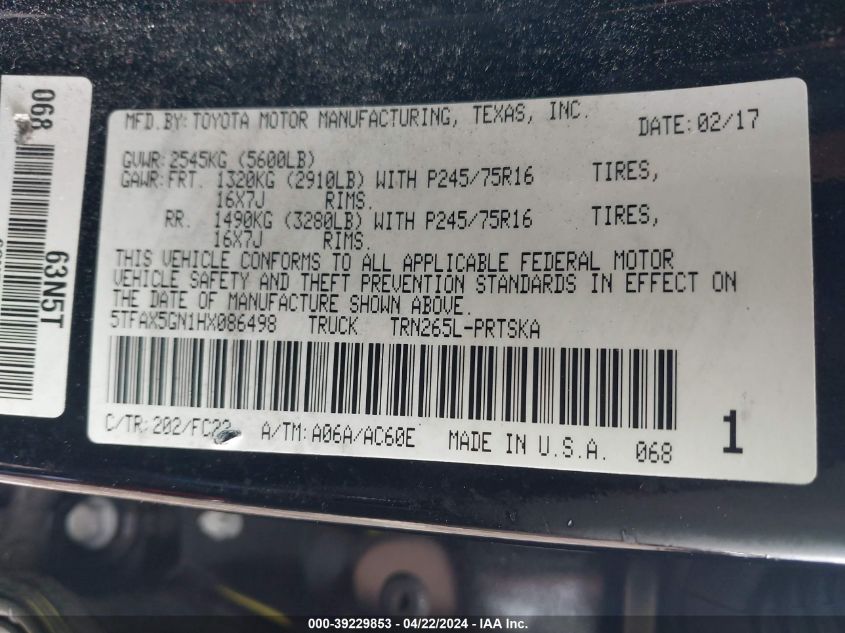 068
63N5T
MFD.BY:TOYOTA MOTOR MANUFACTURING, TEXAS, INC.
DATE:02/17
GVWR:2545KG (5600LB)
GAWR:FRT. 1320KG (2910LB) WITH P245/75R16 TIRES,
16X7J RIMS.
RR. 1490KG (3280LB) WITH P245/75R16 TIRES,
16X7J RIMS.
THIS VEHICLE CONFORMS TO ALL APPLICABLE FEDERAL MOTOR
VEHICLE SAFETY AND THEFT PREVENTION STANDARDS IN EFFECT ON
THE DATE OF MANUFACTURE SHOWN ABOVE.
5TFAX5GN1HX086498 TRUCK TRN265L-PRTSKA
C/TR:202/FC22 A/TM:A06A/AC60E MADE IN U.S.A. 068
1
000-39229853 - 04/22/2024 - IAA Inc.